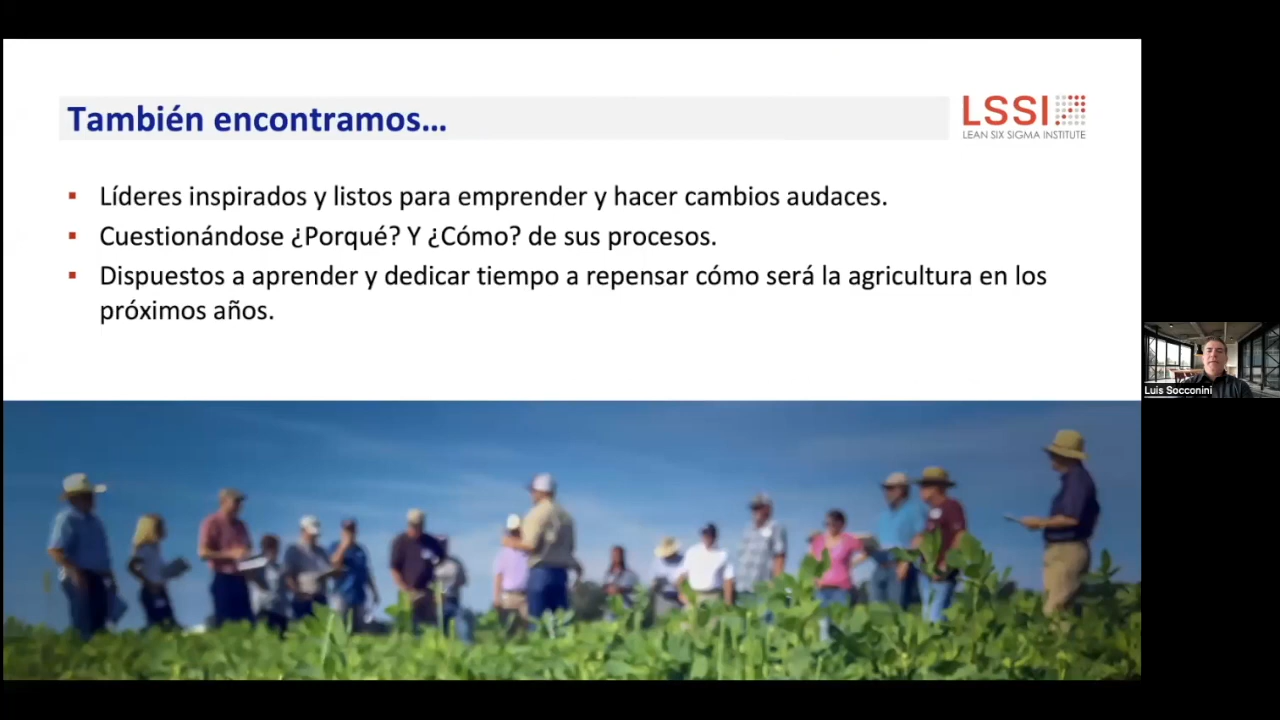 También encontramos...
LSSI
LEAN SIX SIGMA INSTITUTE
▪ Líderes inspirados y listos para emprender y hacer cambios audaces.
▪ Cuestionándose ¿Porqué? Y ¿Cómo? de sus procesos.
▪ Dispuestos a aprender y dedicar tiempo a repensar cómo será la agricultura en los
próximos años.
Luis Socconini